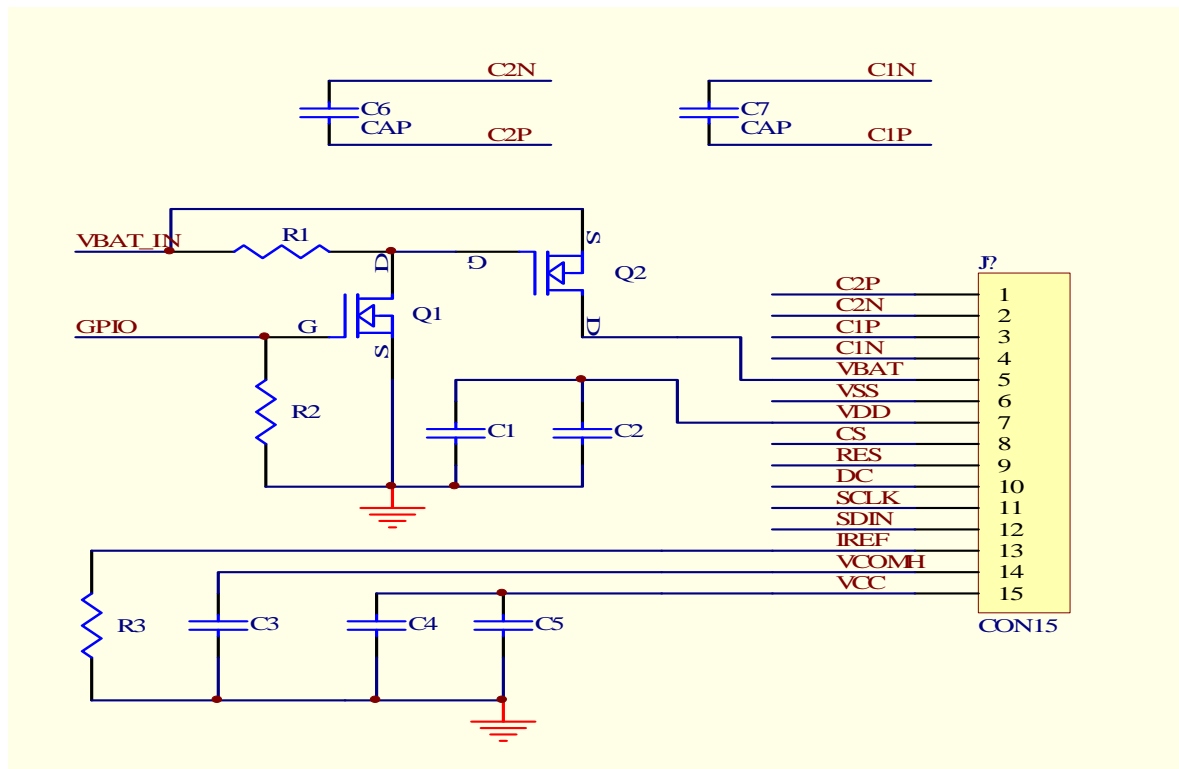 C2N
C6
CAP
C2P
C1N
C7
CAP
C1P
VBAT_IN
R1
D
G
S
Q2
D
GPIO
G
Q1
S
R2
C1
C2
J?
C2P 1
C2N 2
C1P 3
C1N 4
VBAT 5
VSS 6
VDD 7
CS 8
RES 9
DC 10
SCLK 11
SDIN 12
IREF 13
VCOMH 14
VCC 15
CON15
R3
C3
C4
C5